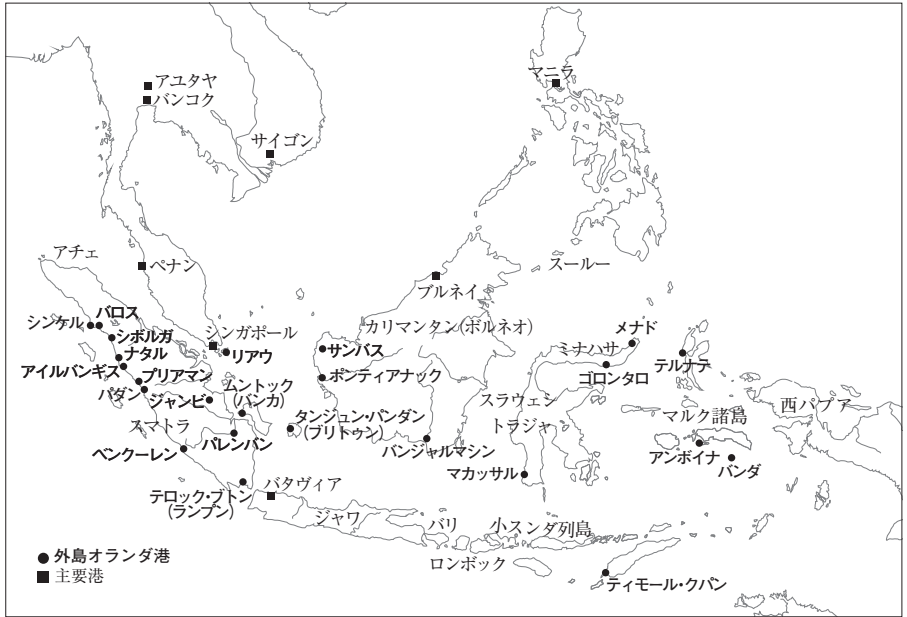 マニラ
アユタヤ
バンコク
サイゴン
アチェ
ペナン
スールー
ブルネイ
シンケル
バロス
シボルガ
ナタル
アイルバンギス
プリアマン
パダン
シンガポール
リアウ
サンバス
カリマンタン(ボルネオ)
メナド
ミナハサ
ゴロンタロ
テルナテ
ポンティアナック
ムントック
(バンカ)
ジャンビ
スマトラ
タンジュン・パンダン
(ブリトゥン)
スラウェシ
トラジャ
マルク諸島
西パプア
パレンバン
ベンクーレン
バンジャルマシン
マカッサル
アンボイナ
バンダ
テロック・ブトン
(ランプン)
バタヴィア
ジャワ
バリ
小スンダ列島
ロンボック
ティモール・クパン
●外島オランダ港
■主要港